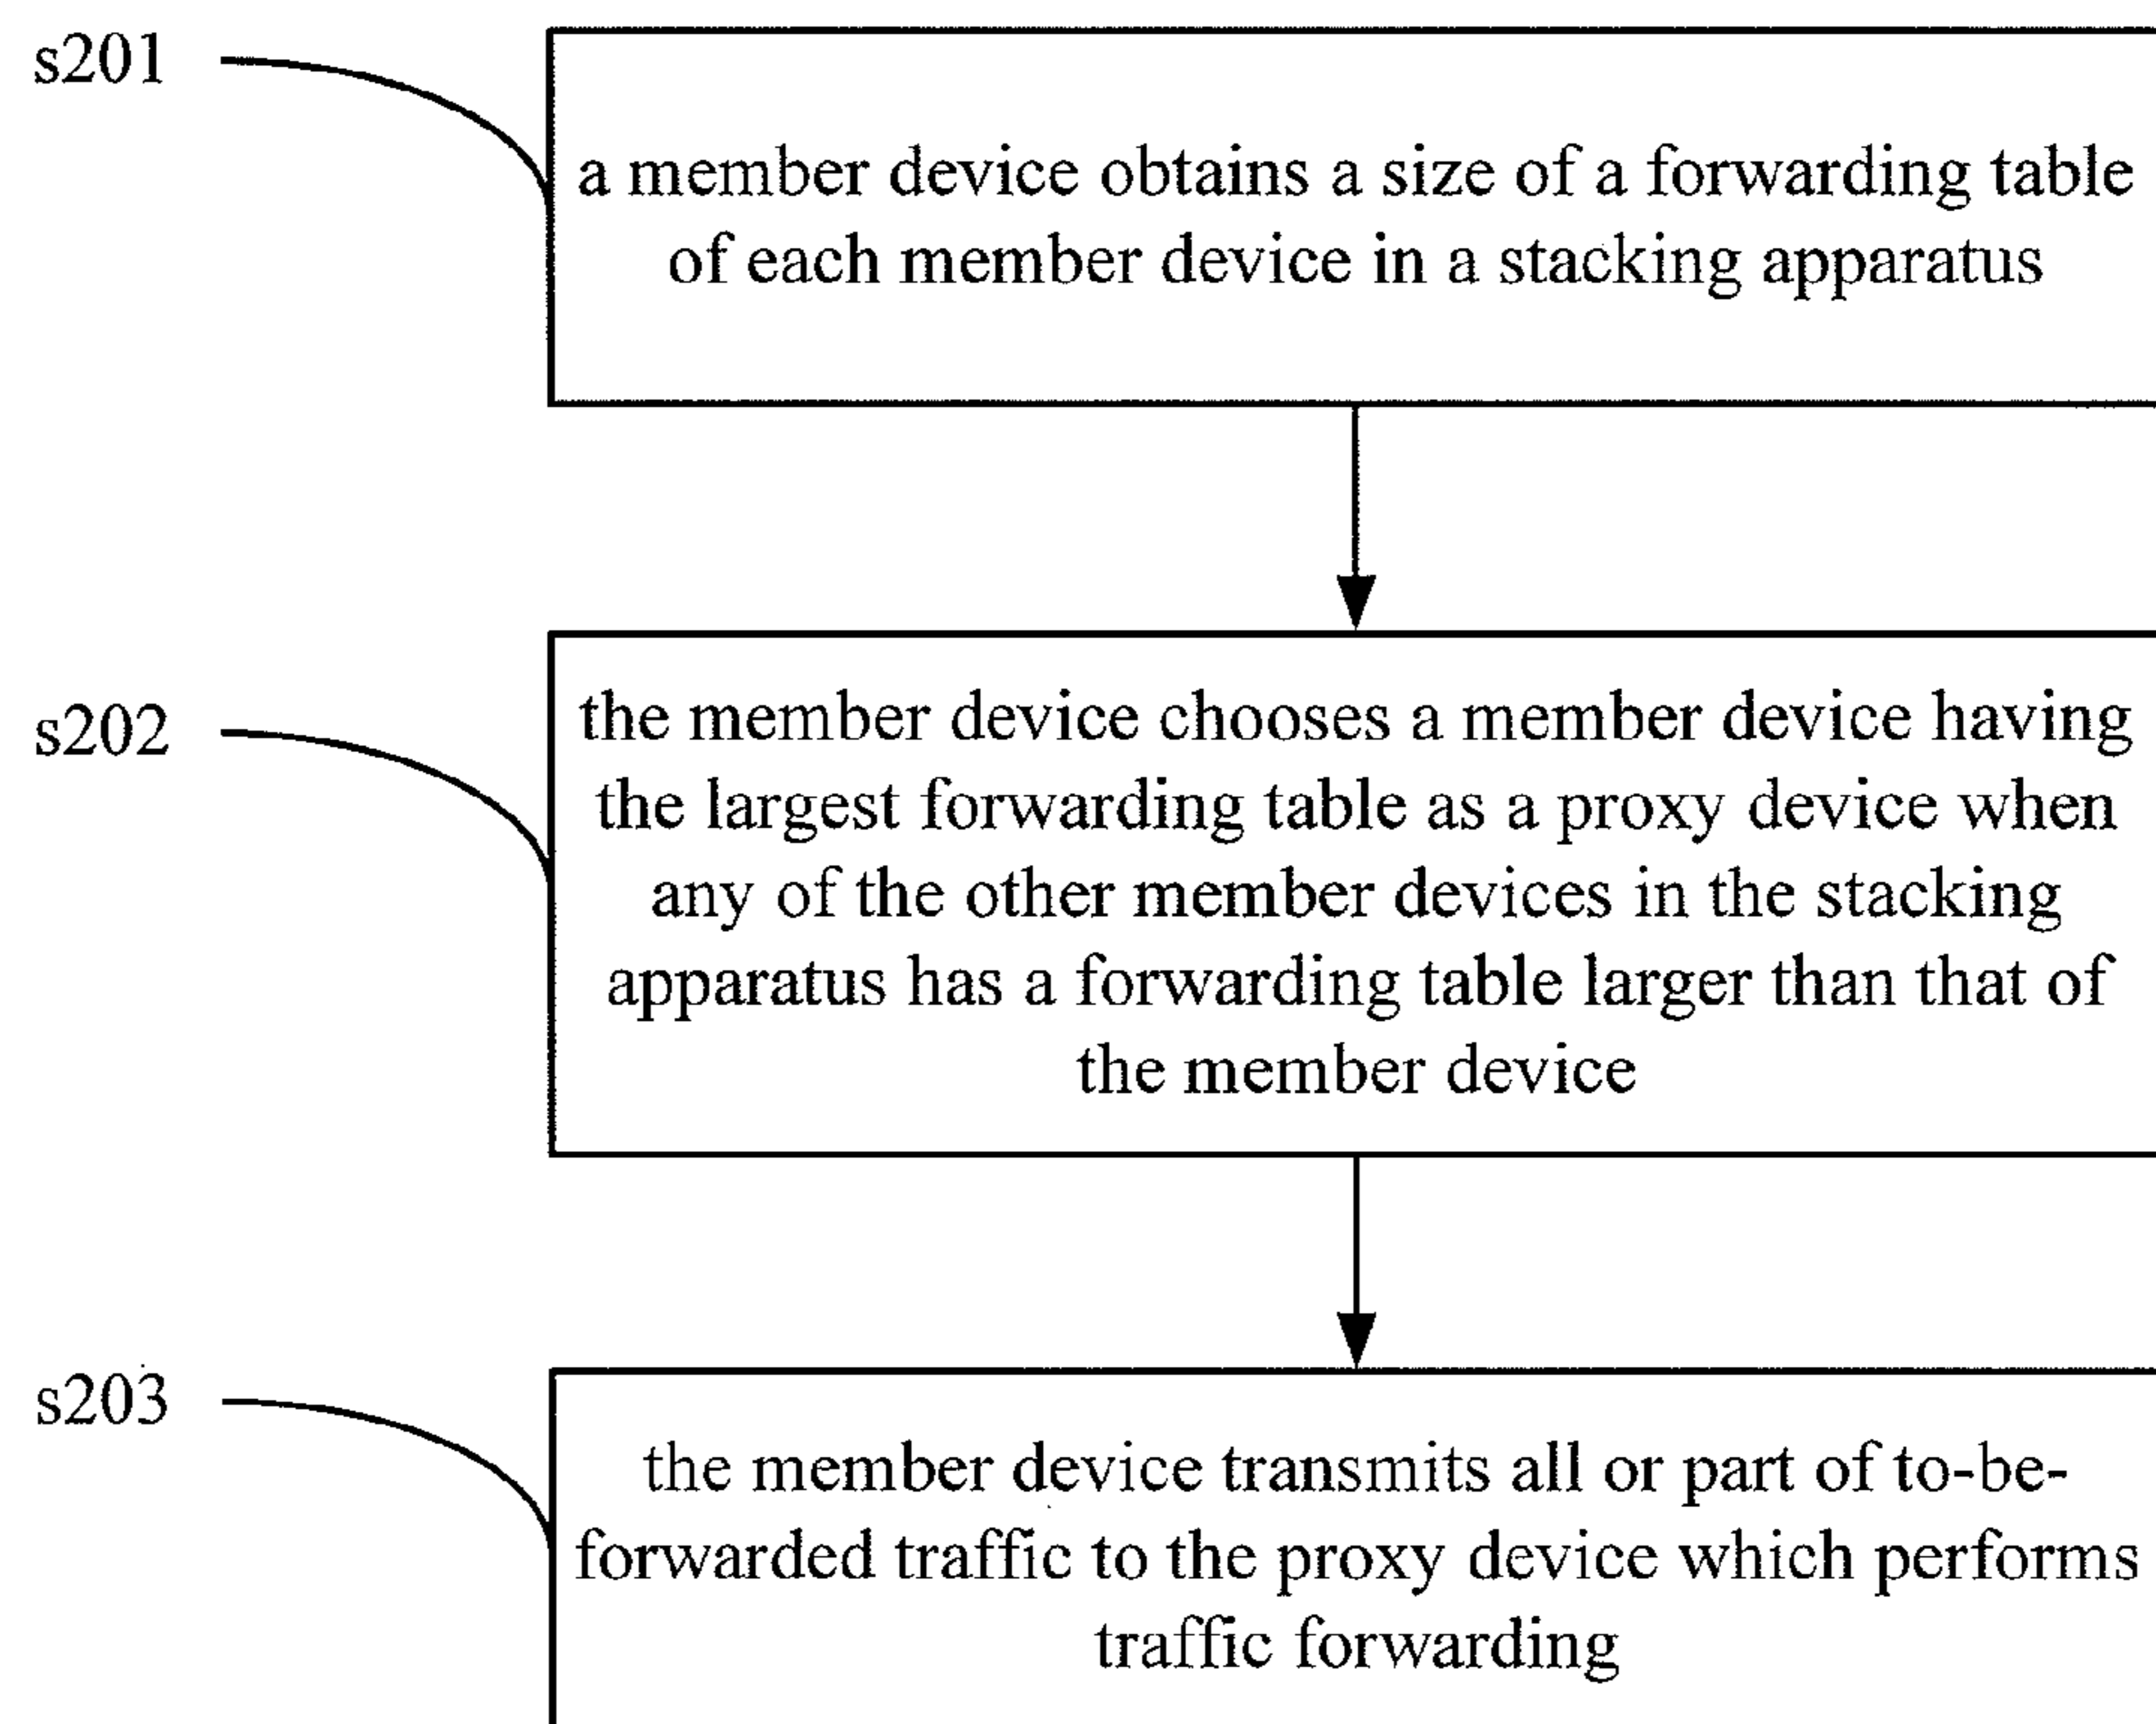 s201
a member device obtains a size of a forwarding table
of each member device in a stacking apparatus
s202
the member device chooses a member device having
the largest forwarding table as a proxy device when
any of the other member devices in the stacking
apparatus has a forwarding table larger than that of
the member device
s203
the member device transmits all or part of to-be-
forwarded traffic to the proxy device which performs
traffic forwarding